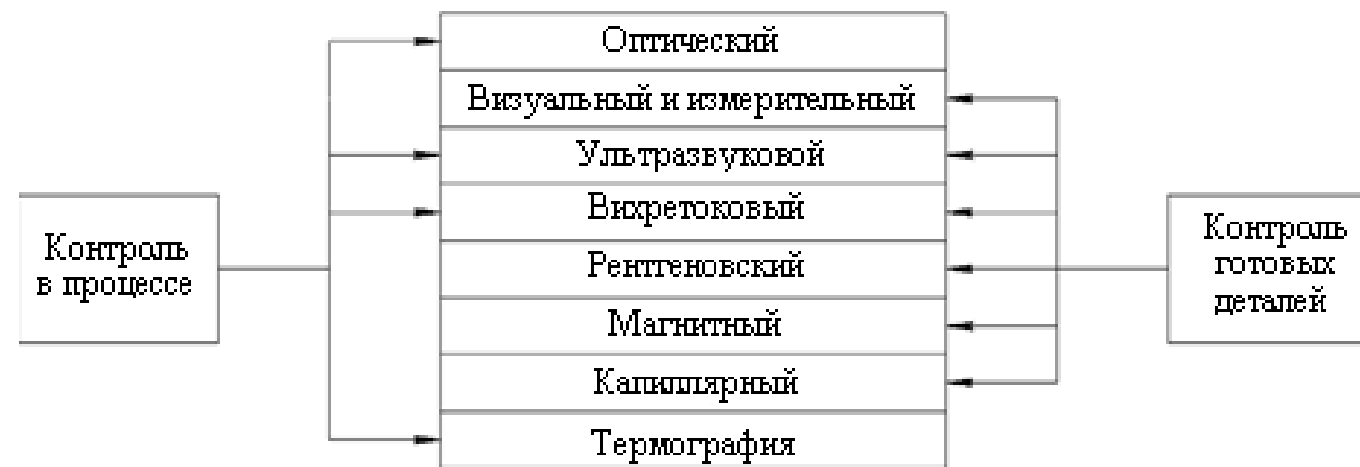 Оптический
Визуальный и измерительный
Ультразвуковой
Вихретоковый
Рентгеновский
Магнитный
Капиллярный
Термография
Контроль
в процессе
Контроль
готовых
деталей